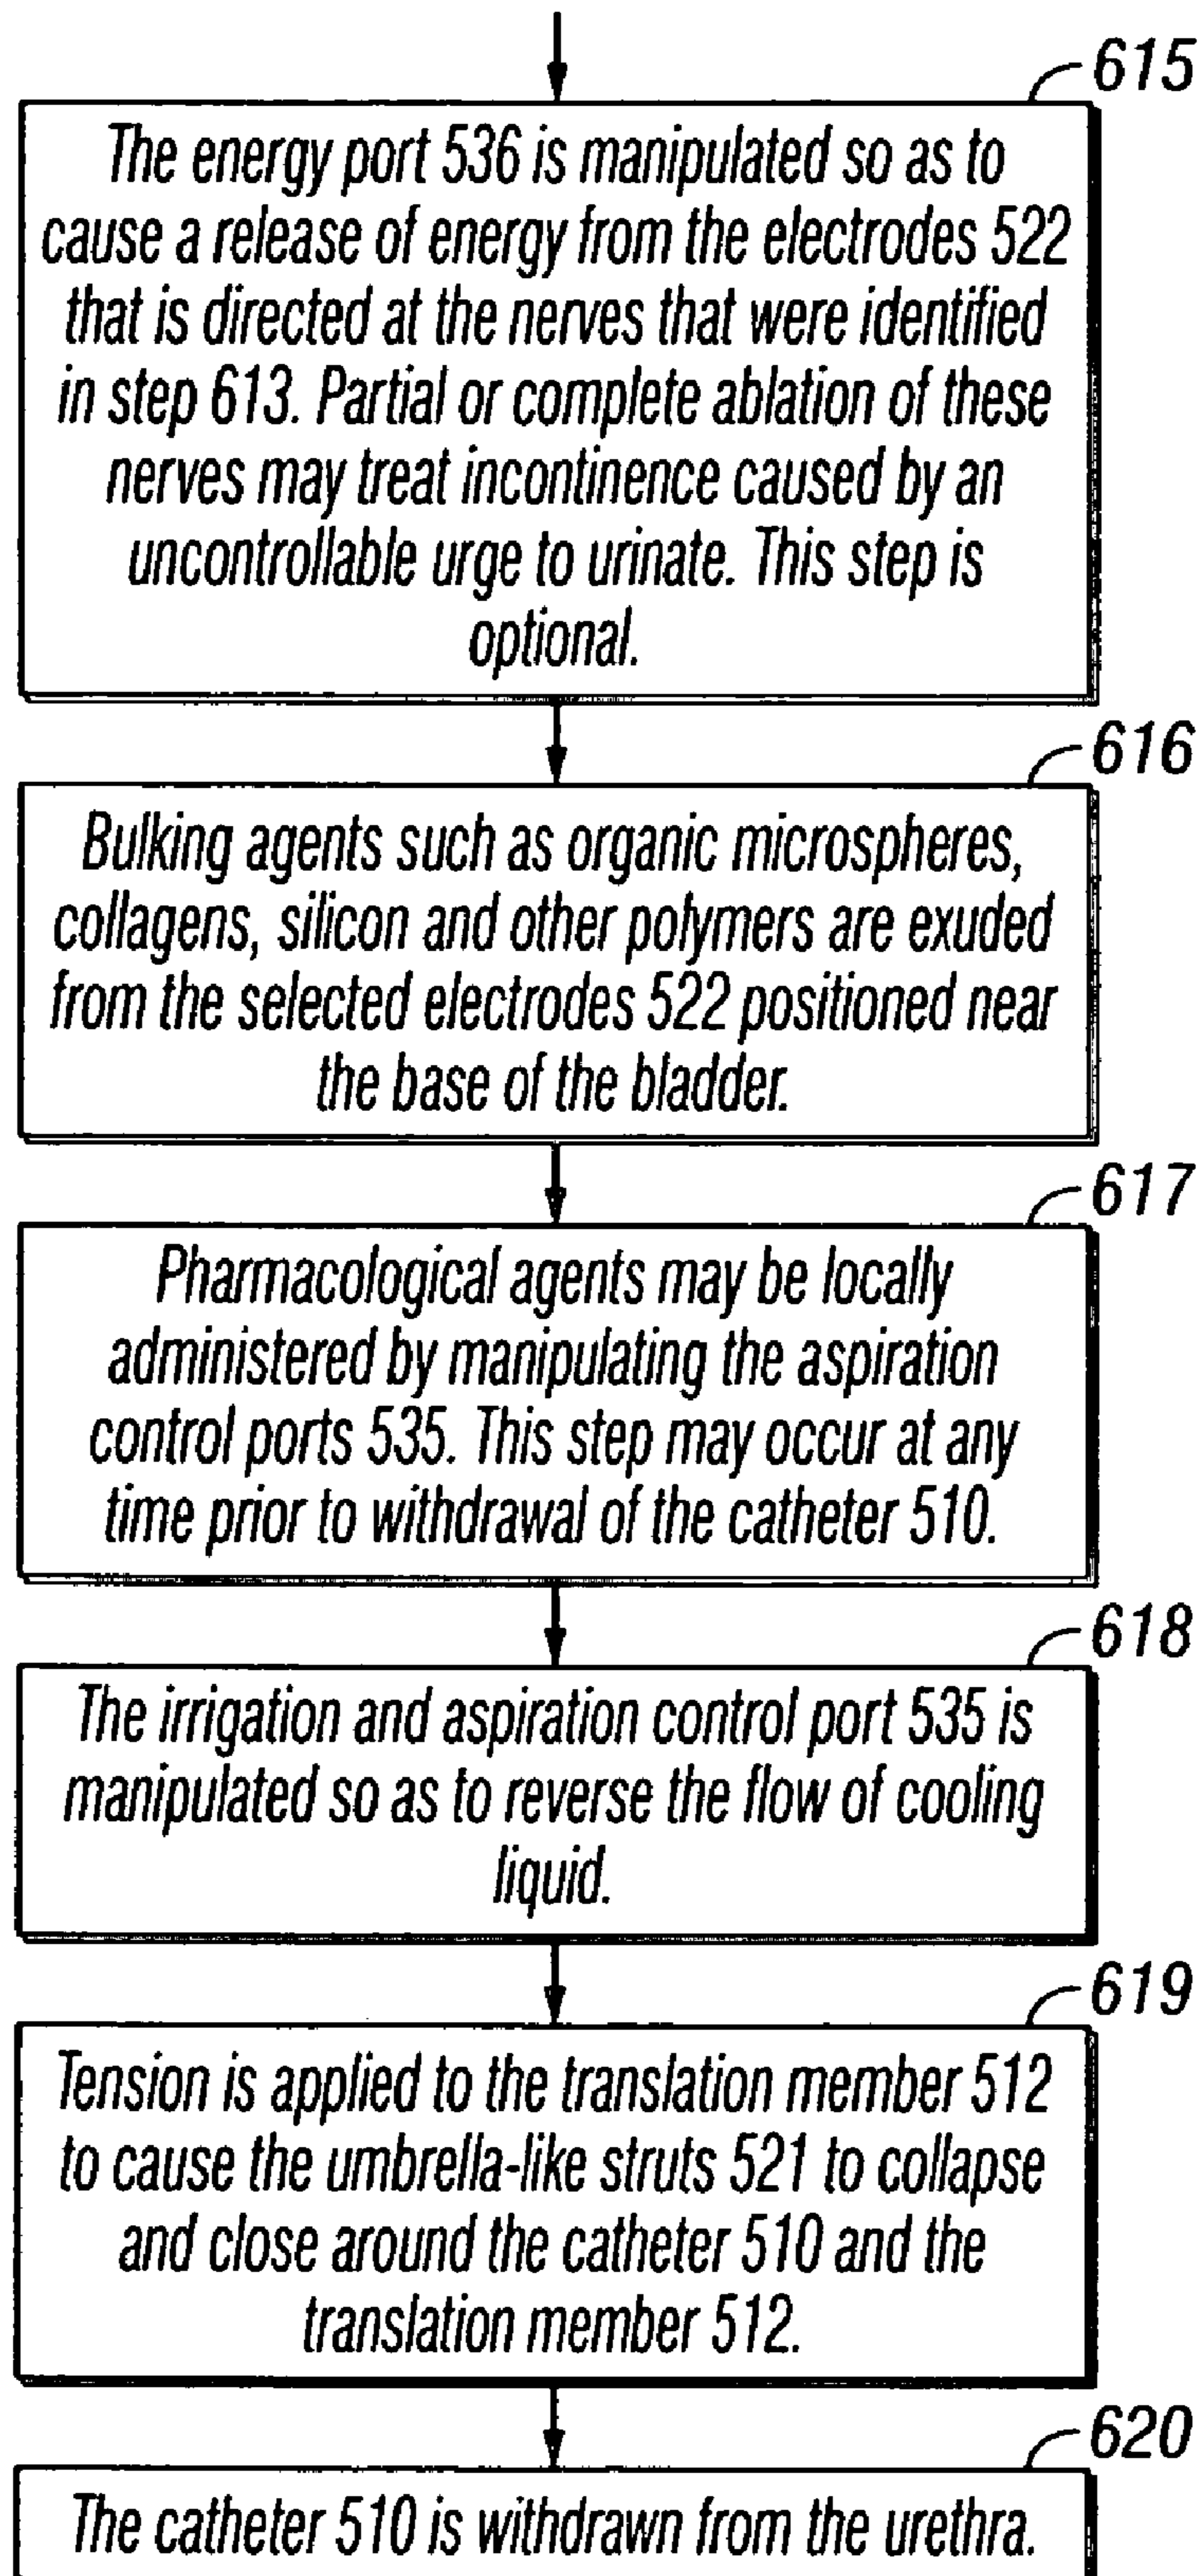 615
The energy port 536 is manipulated so as to
cause a release of energy from the electrodes 522
that is directed at the nerves that were identified
in step 613. Partial or complete ablation of these
nerves may treat incontinence caused by an
uncontrollable urge to urinate. This step is
optional.
616
Bulking agents such as organic microspheres,
collagens, silicon and other polymers are exuded
from the selected electrodes 522 positioned near
the base of the bladder.
617
Pharmacological agents may be locally
administered by manipulating the aspiration
control ports 535. This step may occur at any
time prior to withdrawal of the catheter 510.
618
The irrigation and aspiration control port 535 is
manipulated so as to reverse the flow of cooling
liquid.
619
Tension is applied to the translation member 512
to cause the umbrella-like struts 521 to collapse
and close around the catheter 510 and the
translation member 512.
620
The catheter 510 is withdrawn from the urethra.